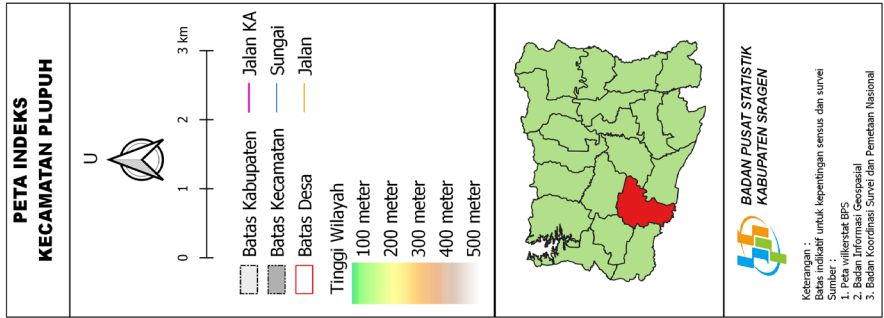 PETA INDEKS
KECAMATAN PLUPUH
U
0 1 2 3 km
Batas Kabupaten
Batas Kecamatan
Batas Desa
Jalan KA
Sungai
Jalan
Tinggi Wilayah
100 meter
200 meter
300 meter
400 meter
500 meter
BADAN PUSAT STATISTIK
KABUPATEN SRAGEN
Keterangan :
Batas indikatif untuk kepentingan sensus dan survei
Sumber :
1. Peta wilkerstat BPS
2. Badan Informasi Geospasial
3. Badan Koordinasi Survei dan Pemetaan Nasional